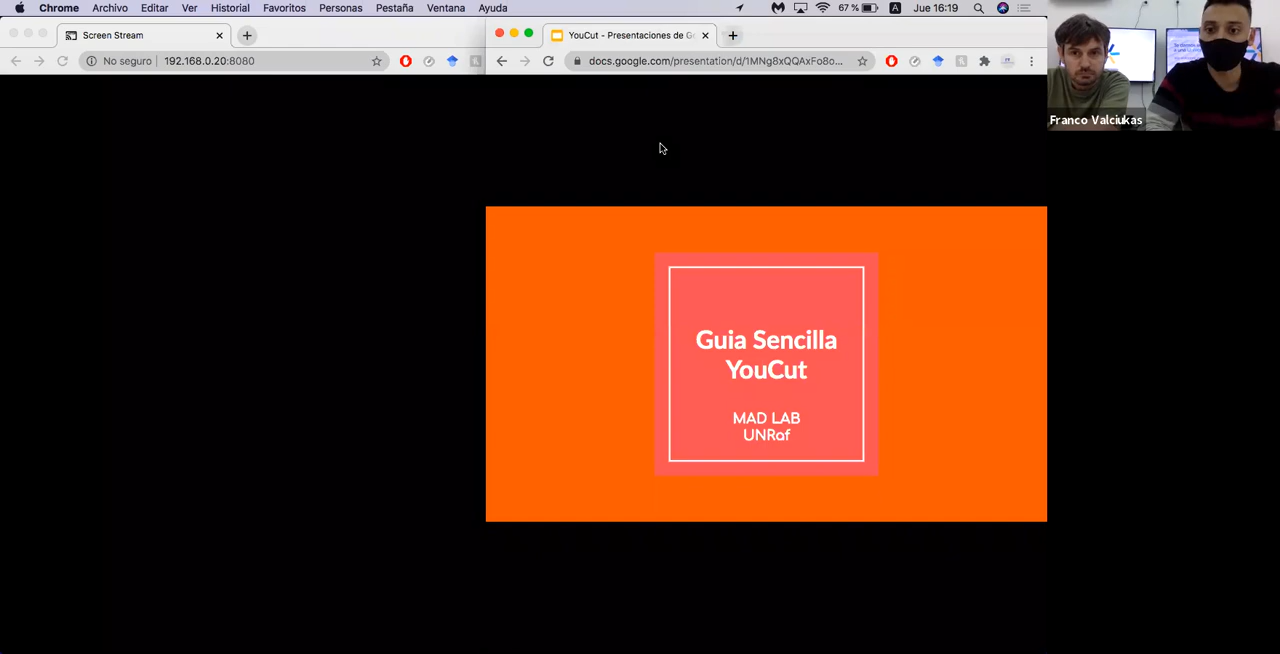 Chrome Archivo Editar Ver Historial Favoritos Personas Pestaña Ventana Ayuda 67 % A Jue 16:19
Screen Stream
YouCut - Presentaciones de G
No seguro 192.168.0.20:8080
docs.google.com/presentation/d/1MNg8xQQAxFo8o...
Franco Valciukas
Guia Sencilla
YouCut
MAD LAB
UNRaf